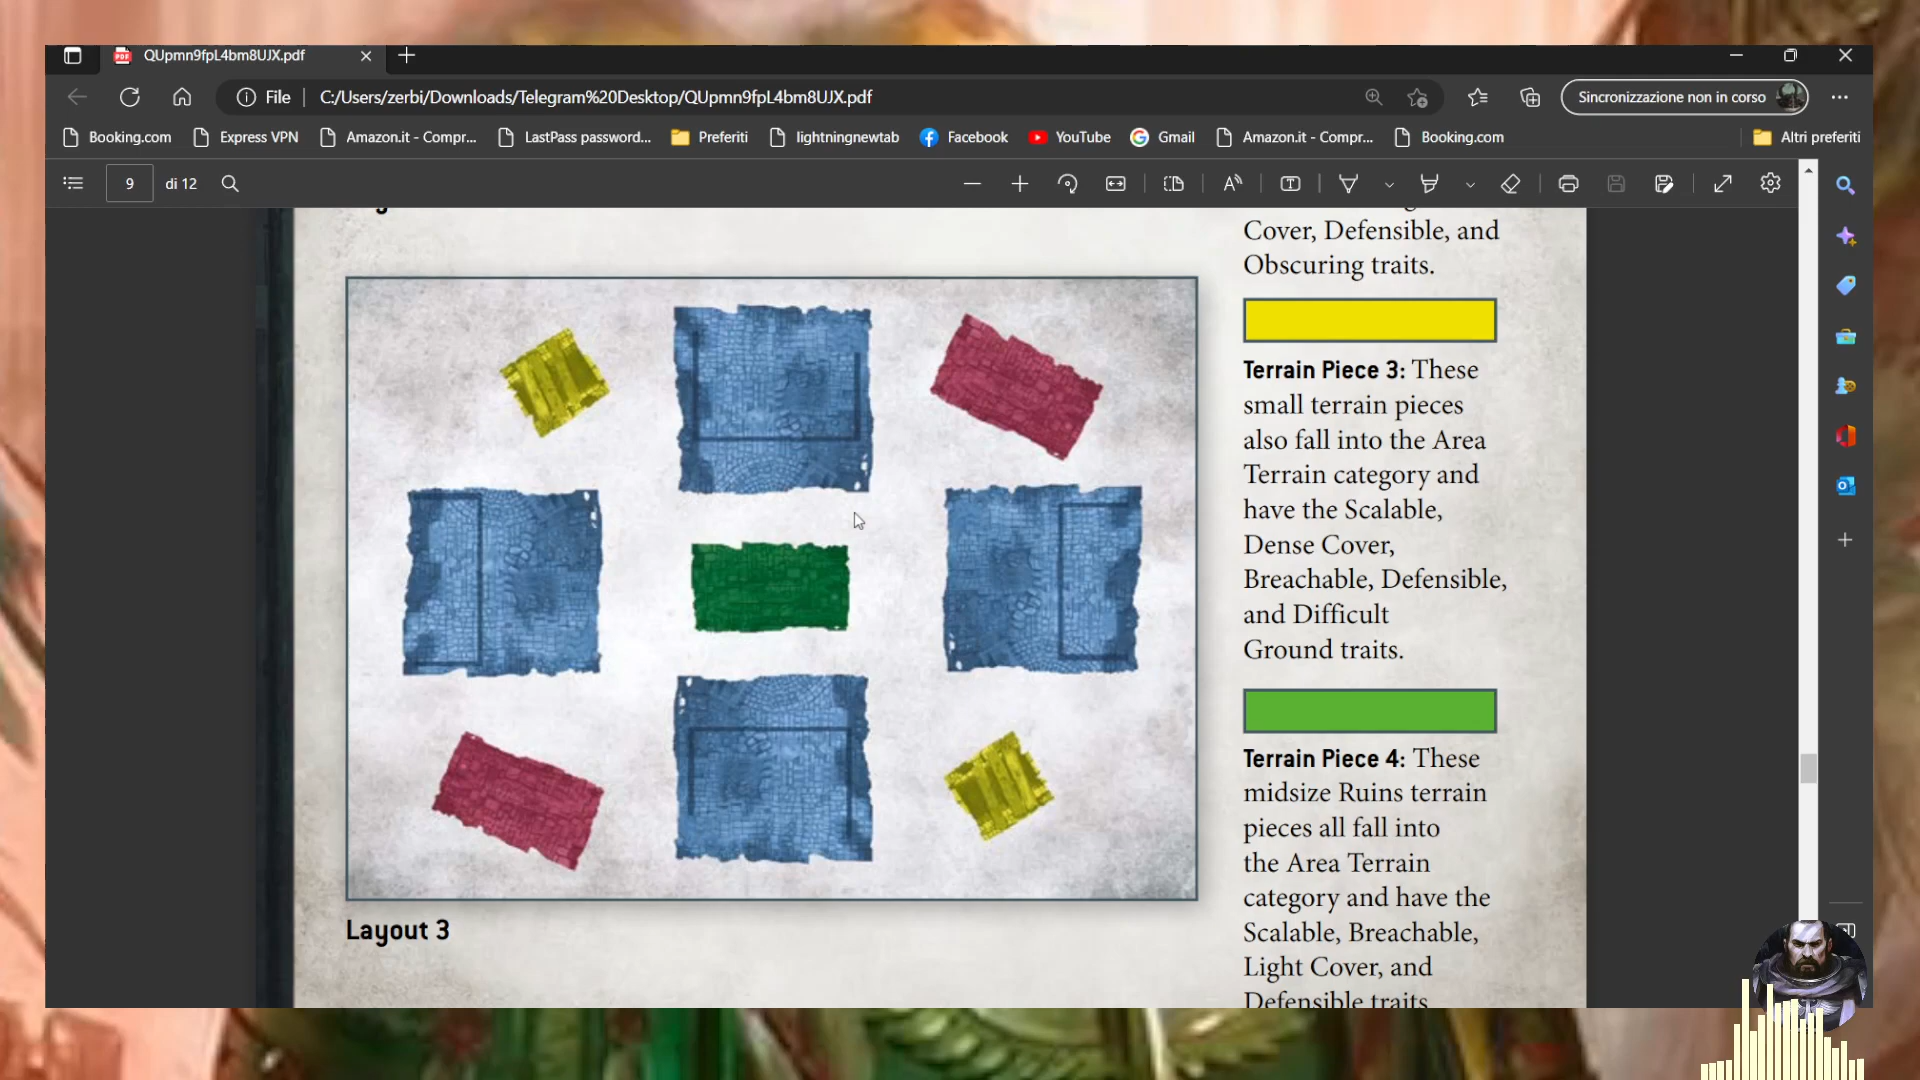 QUpmn9fpL4bm8UJX.pdf
File
C:/Users/zerbi/Downloads/Telegram%20Desktop/QUpmn9fpL4bm8UJX.pdf
Sincronizzazione non in corso
Booking.com
Express VPN
Amazon.it - Compr...
LastPass password...
Preferiti
lightningnewtab
Facebook
YouTube
Gmail
Amazon.it - Compr...
Booking.com
Altri preferiti
9 di 12
Cover, Defensible, and
Obscuring traits.
Terrain Piece 3: These
small terrain pieces
also fall into the Area
Terrain category and
have the Scalable,
Dense Cover,
Breachable, Defensible,
and Difficult
Ground traits.
Terrain Piece 4: These
midsize Ruins terrain
pieces all fall into
the Area Terrain
category and have the
Scalable, Breachable,
Light Cover, and
Defensible traits
Layout 3